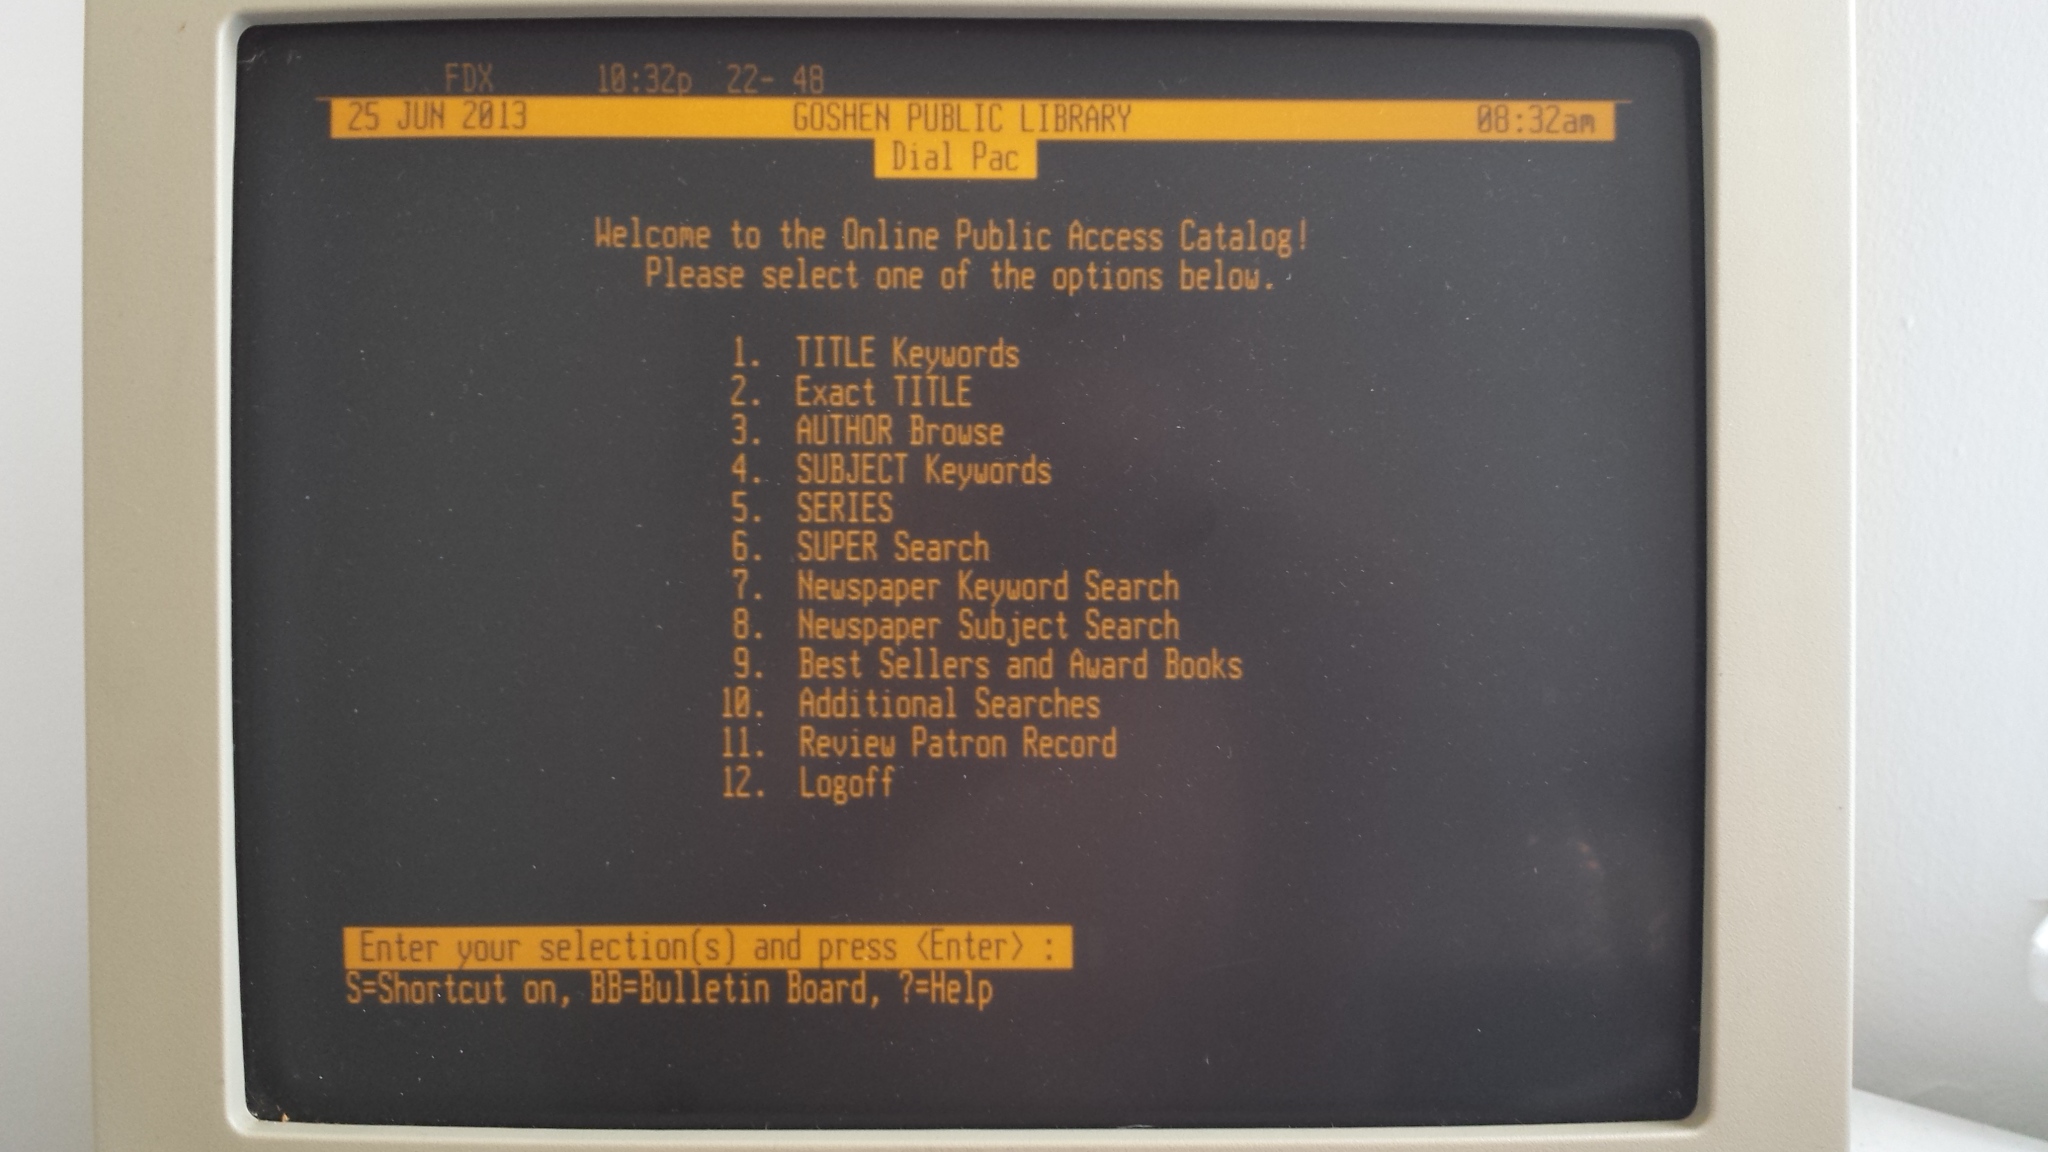 FDX 10:32p 22- 48
25 JUN 2013 GOSHEN PUBLIC LIBRARY 08:32am
Dial Pac
Welcome to the Online Public Access Catalog!
Please select one of the options below.
1. TITLE Keywords
2. Exact TITLE
3. AUTHOR Browse
4. SUBJECT Keywords
5. SERIES
6. SUPER Search
7. Newspaper Keyword Search
8. Newspaper Subject Search
9. Best Sellers and Award Books
10. Additional Searches
11. Review Patron Record
12. Logoff
Enter your selection(s) and press <Enter> :
S=Shortcut on, BB=Bulletin Board, ?=Help